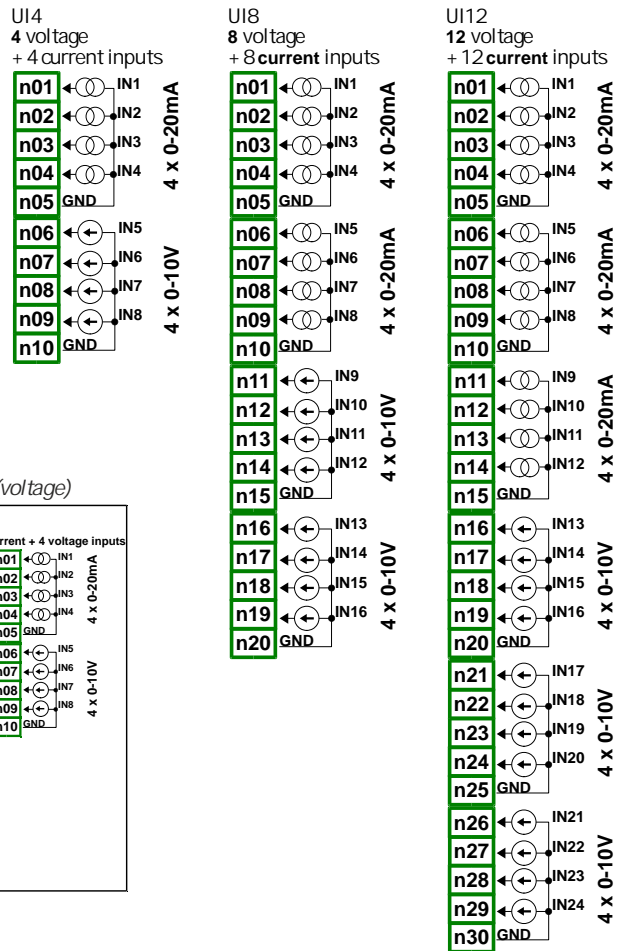 UI4
4 voltage
+ 4 current inputs
n01 IN1
n02 IN2
n03 IN3
n04 IN4
n05 GND
4 x 0-20mA
n06 IN5
n07 IN6
n08 IN7
n09 IN8
n10 GND
4 x 0-10V
(voltage)
rrent + 4 voltage inputs
n01 IN1
n02 IN2
n03 IN3
n04 IN4
n05 GND
4 x 0-20mA
n06 IN5
n07 IN6
n08 IN7
n09 IN8
n10 GND
4 x 0-10V
UI8
8 voltage
+ 8 current inputs
n01 IN1
n02 IN2
n03 IN3
n04 IN4
n05 GND
4 x 0-20mA
n06 IN5
n07 IN6
n08 IN7
n09 IN8
n10 GND
4 x 0-20mA
n11 IN9
n12 IN10
n13 IN11
n14 IN12
n15 GND
4 x 0-10V
n16 IN13
n17 IN14
n18 IN15
n19 IN16
n20 GND
4 x 0-10V
UI12
12 voltage
+ 12 current inputs
n01 IN1
n02 IN2
n03 IN3
n04 IN4
n05 GND
4 x 0-20mA
n06 IN5
n07 IN6
n08 IN7
n09 IN8
n10 GND
4 x 0-20mA
n11 IN9
n12 IN10
n13 IN11
n14 IN12
n15 GND
4 x 0-20mA
n16 IN13
n17 IN14
n18 IN15
n19 IN16
n20 GND
4 x 0-10V
n21 IN17
n22 IN18
n23 IN19
n24 IN20
n25 GND
4 x 0-10V
n26 IN21
n27 IN22
n28 IN23
n29 IN24
n30 GND
4 x 0-10V